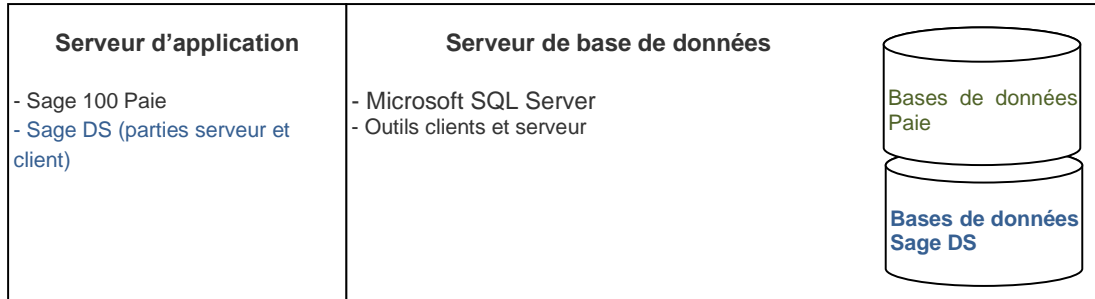 Serveur d’application
- Sage 100 Paie
- Sage DS (parties serveur et
client)
Serveur de base de données
- Microsoft SQL Server
- Outils clients et serveur
Bases de données
Paie
Bases de données
Sage DS